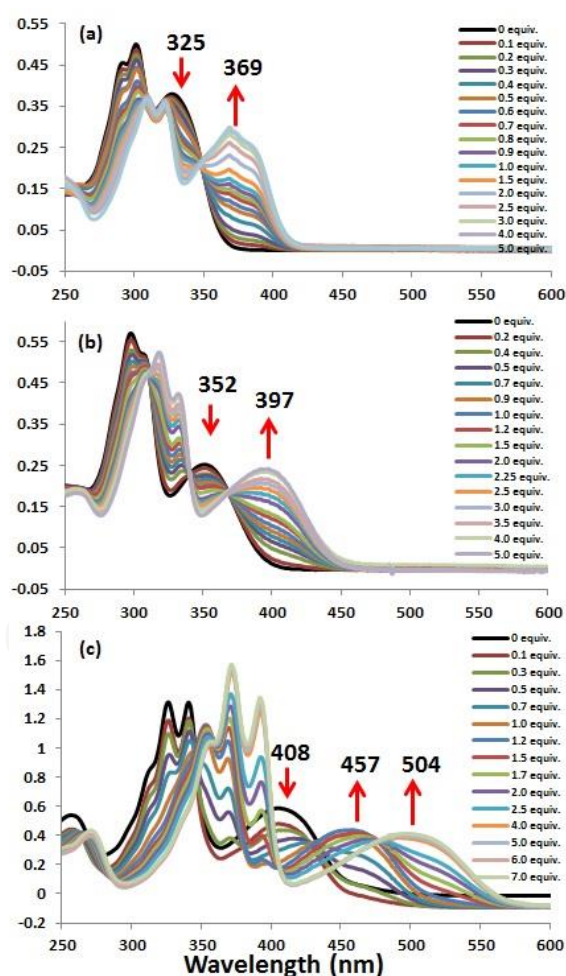 (a)
325
369
0.55
0.45
0.35
0.25
0.15
0.05
-0.05
250 300 350 400 450 500 550 600
0 equiv.
0.1 equiv.
0.2 equiv.
0.3 equiv.
0.4 equiv.
0.5 equiv.
0.6 equiv.
0.7 equiv.
0.8 equiv.
0.9 equiv.
1.0 equiv.
1.5 equiv.
2.0 equiv.
2.5 equiv.
3.0 equiv.
4.0 equiv.
5.0 equiv.
(b)
352
397
0.55
0.45
0.35
0.25
0.15
0.05
-0.05
250 300 350 400 450 500 550 600
0 equiv.
0.2 equiv.
0.4 equiv.
0.5 equiv.
0.7 equiv.
0.9 equiv.
1.0 equiv.
1.2 equiv.
1.5 equiv.
2.0 equiv.
2.25 equiv.
2.5 equiv.
3.0 equiv.
3.5 equiv.
4.0 equiv.
5.0 equiv.
(c)
408
457
504
1.8
1.6
1.4
1.2
1
0.8
0.6
0.4
0.2
0
-0.2
250 300 350 400 450 500 550 600
0 equiv.
0.1 equiv.
0.3 equiv.
0.5 equiv.
0.7 equiv.
1.0 equiv.
1.2 equiv.
1.5 equiv.
1.7 equiv.
2.0 equiv.
2.5 equiv.
4.0 equiv.
5.0 equiv.
6.0 equiv.
7.0 equiv.
Wavelength (nm)